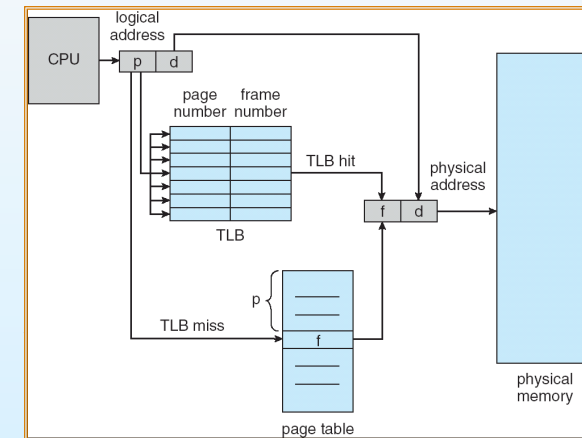 logical
address
CPU
p
d
page
number
frame
number
TLB hit
physical
address
f
d
TLB
p
TLB miss
f
page table
physical
memory